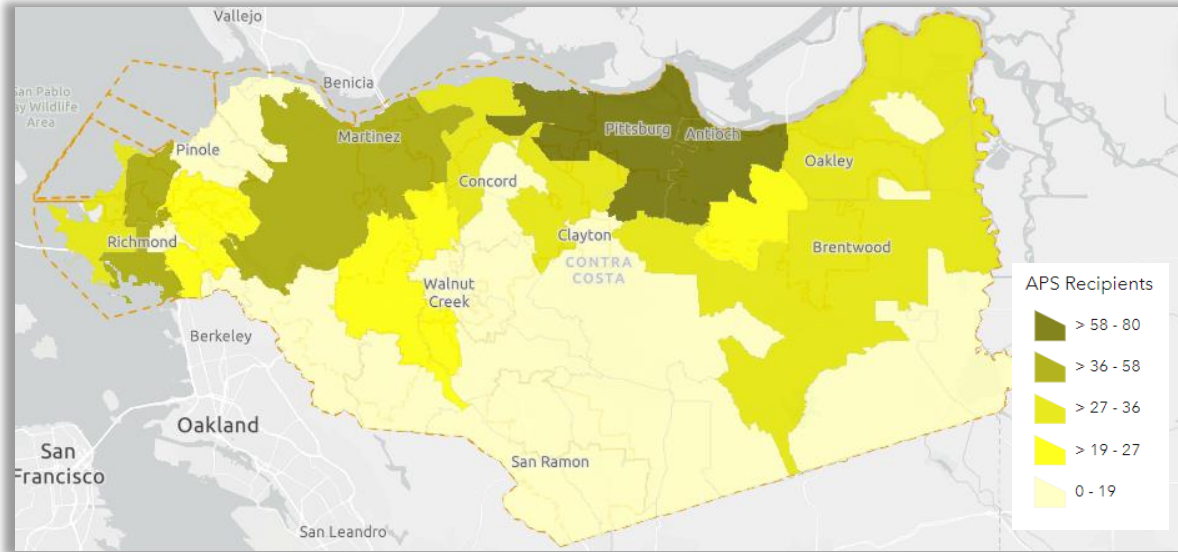 Vallejo
Benicia
San Pablo
Bay Wildlife
Area
Martinez
Pittsburg
Antioch
Pinole
Oakley
Concord
Richmond
Clayton
Brentwood
CONTRA
COSTA
Walnut
Creek
Berkeley
Oakland
San
Francisco
San Ramon
San Leandro
APS Recipients
> 58 - 80
> 36 - 58
> 27 - 36
> 19 - 27
0 - 19